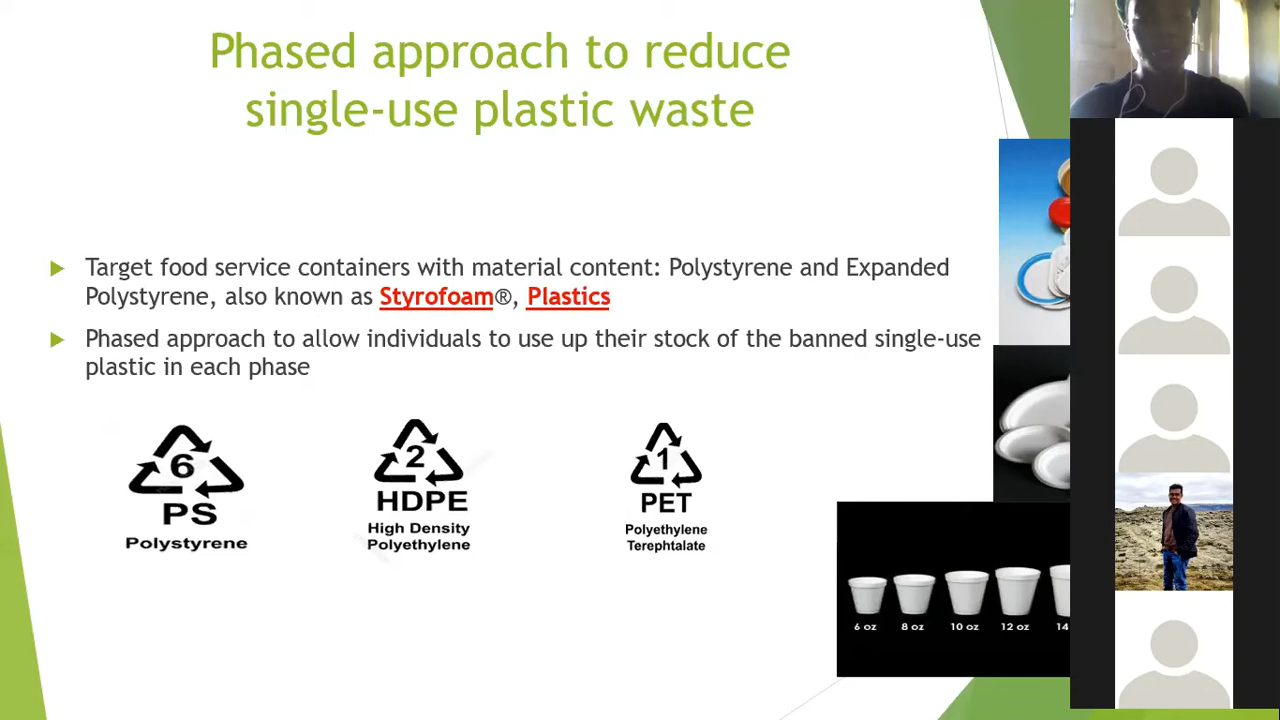 Phased approach to reduce
single-use plastic waste
Target food service containers with material content: Polystyrene and Expanded
Polystyrene, also known as Styrofoam®, Plastics
Phased approach to allow individuals to use up their stock of the banned single-use
plastic in each phase
6
PS
Polystyrene
2
HDPE
High Density
Polyethylene
1
PET
Polyethylene
Terephtalate
6 oz 8 oz 10 oz 12 oz 14